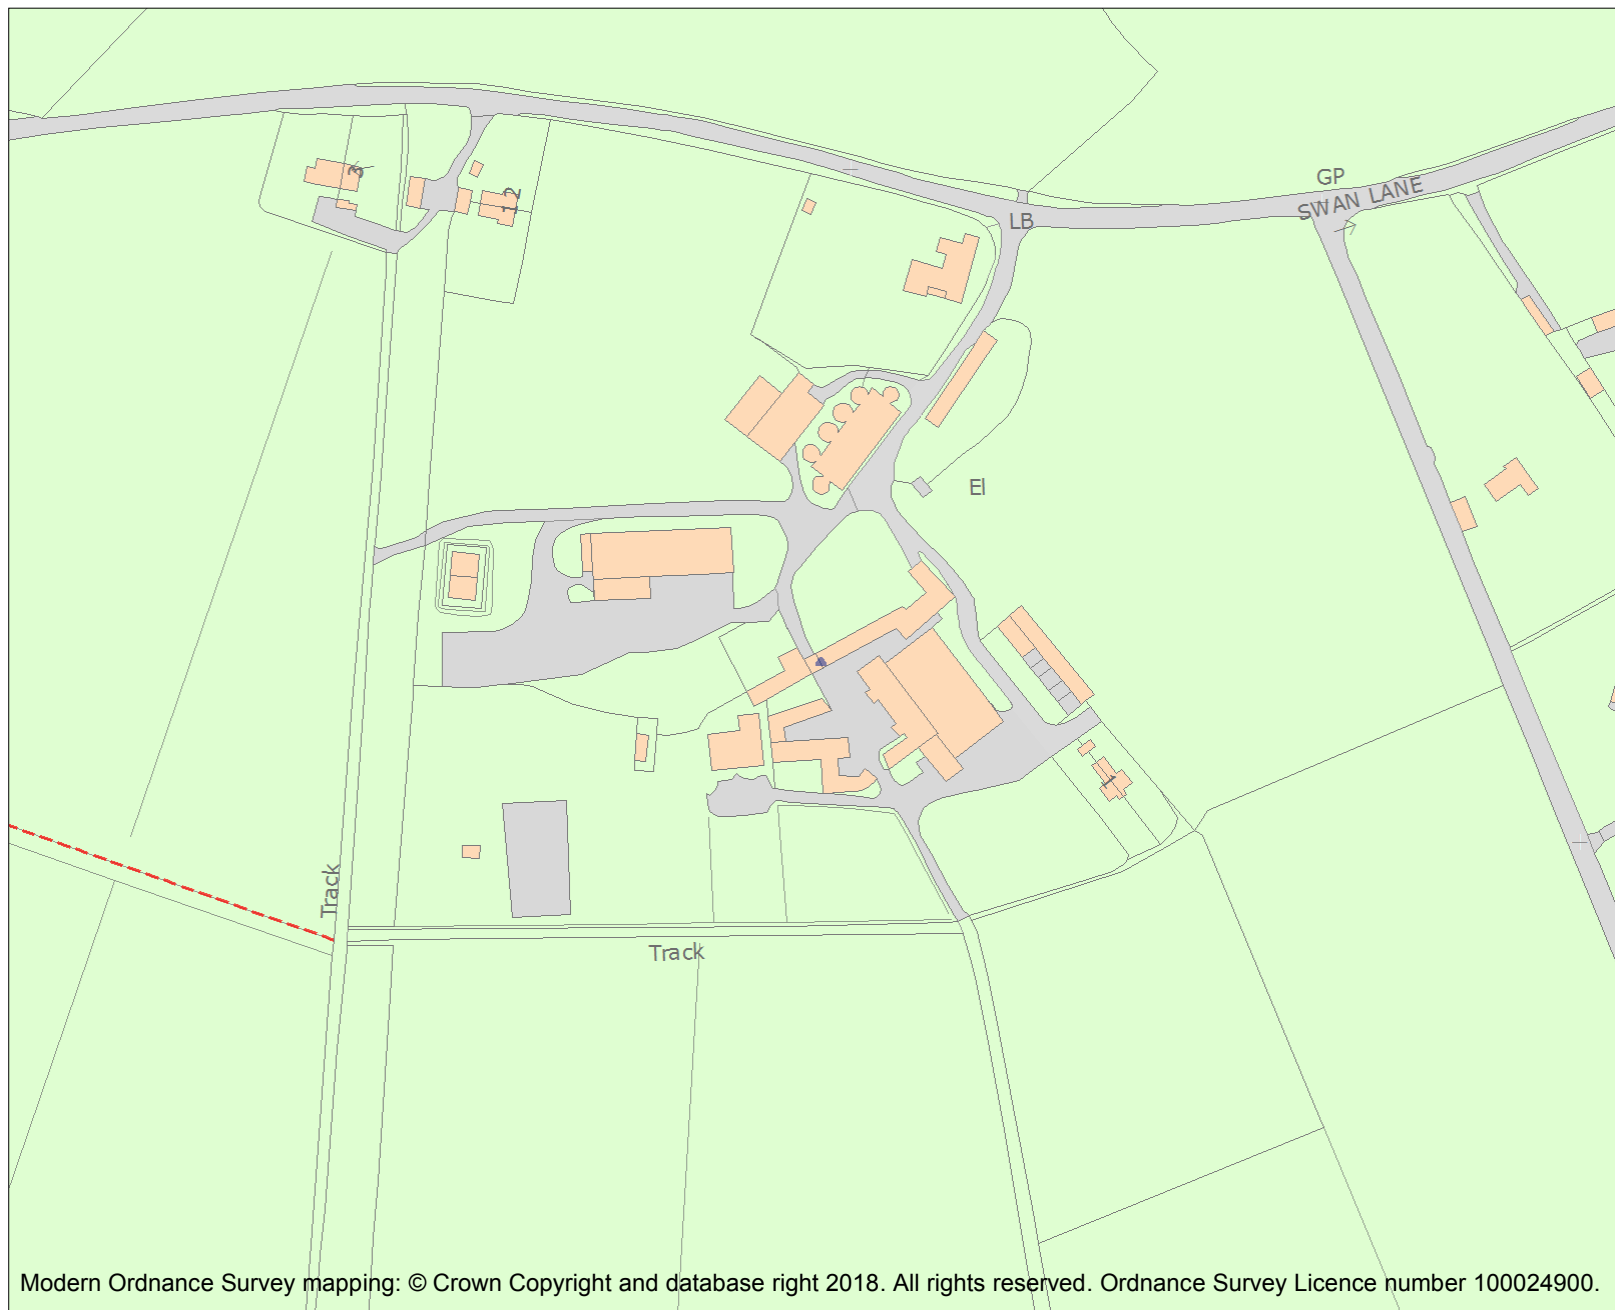 3
12
GP
SWAN LANE
LB
El
1
Track
Track
Modern Ordnance Survey mapping: © Crown Copyright and database right 2018. All rights reserved. Ordnance Survey Licence number 100024900.